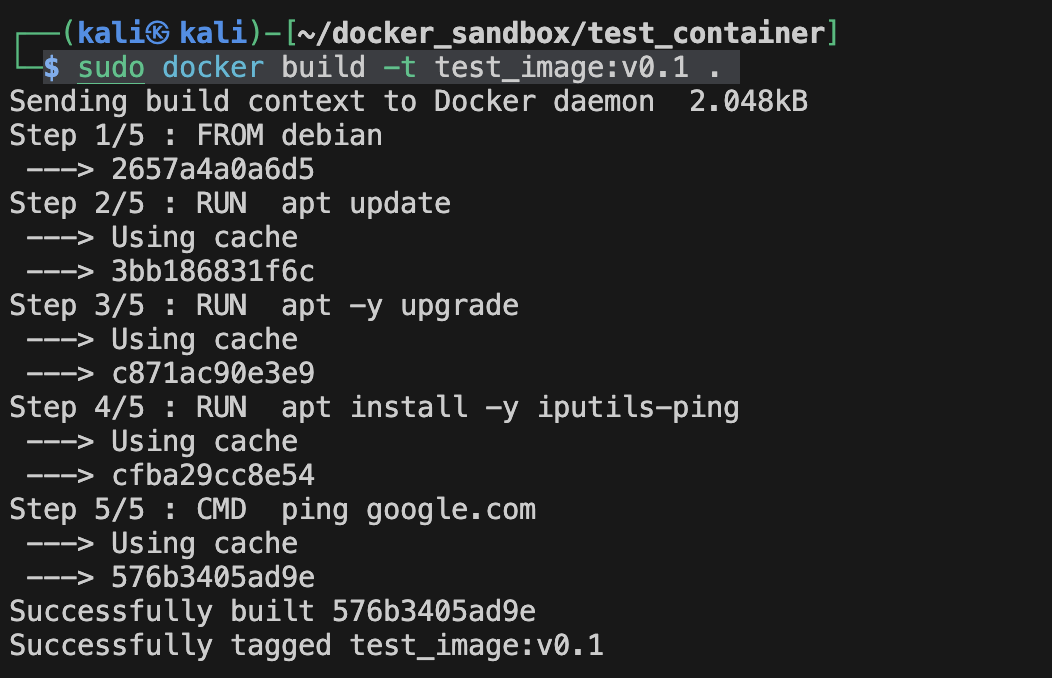 ┌──(kali㉿kali)-[~/docker_sandbox/test_container]
└─$ sudo docker build -t test_image:v0.1 .
Sending build context to Docker daemon  2.048kB
Step 1/5 : FROM debian
 ---> 2657a4a0a6d5
Step 2/5 : RUN  apt update
 ---> Using cache
 ---> 3bb186831f6c
Step 3/5 : RUN  apt -y upgrade
 ---> Using cache
 ---> c871ac90e3e9
Step 4/5 : RUN  apt install -y iputils-ping
 ---> Using cache
 ---> cfba29cc8e54
Step 5/5 : CMD  ping google.com
 ---> Using cache
 ---> 576b3405ad9e
Successfully built 576b3405ad9e
Successfully tagged test_image:v0.1